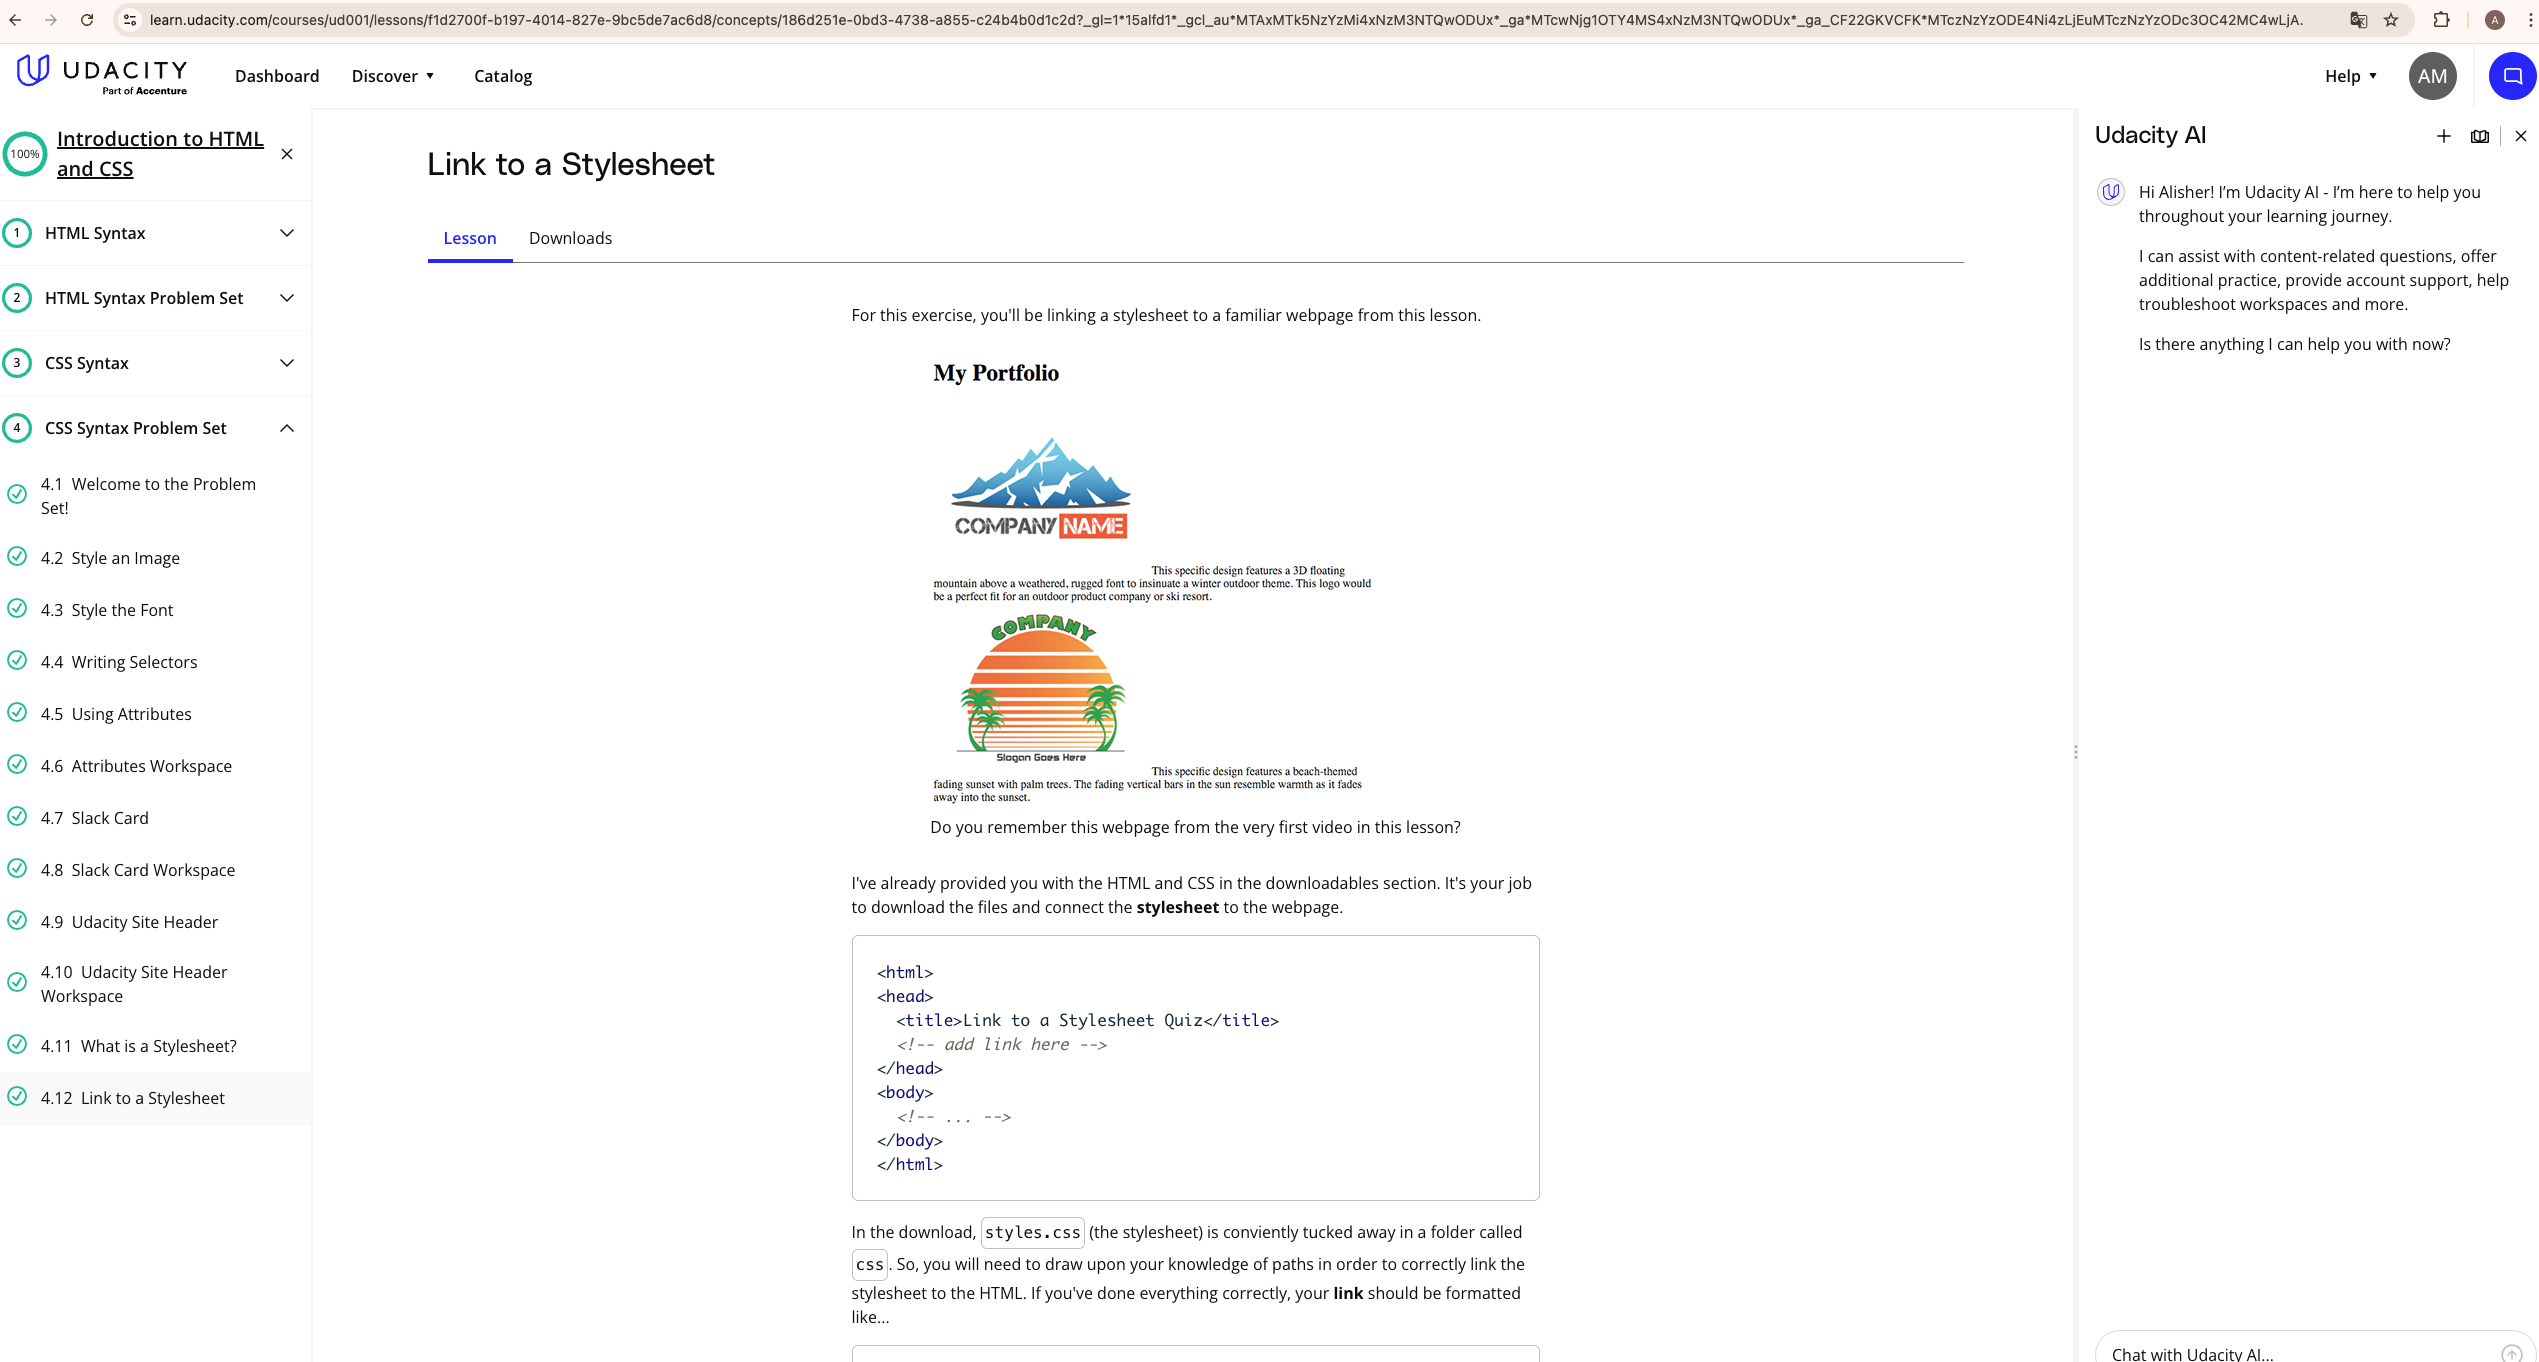 learn.udacity.com/courses/ud001/lessons/f1d2700f-b197-4014-827e-9bc5de7ac6d8/concepts/186d251e-0bd3-4738-a855-c24b4b0d1c2d?_gl=1*15alfd1*_gcl_au*MTAxMTk5NzYzMi4xNzM3NTQwODUx*_ga*MTcwNjg1OTY4MS4xNzM3NTQwODUx*_ga_CF22GKVCFK*MTczNzYzODE4Ni4zLjEuMTczNzYzODc3OC42MC4wLjA.
A
UDACITY
Part of Accenture
Dashboard
Discover
Catalog
Help
AM
100%
Introduction to HTML
and CSS
1 HTML Syntax
2 HTML Syntax Problem Set
3 CSS Syntax
4 CSS Syntax Problem Set
4.1 Welcome to the Problem
Set!
4.2 Style an Image
4.3 Style the Font
4.4 Writing Selectors
4.5 Using Attributes
4.6 Attributes Workspace
4.7 Slack Card
4.8 Slack Card Workspace
4.9 Udacity Site Header
4.10 Udacity Site Header
Workspace
4.11 What is a Stylesheet?
4.12 Link to a Stylesheet
Link to a Stylesheet
Lesson
Downloads
For this exercise, you'll be linking a stylesheet to a familiar webpage from this lesson.
My Portfolio
COMPANY NAME
This specific design features a 3D floating
mountain above a weathered, rugged font to insinuate a winter outdoor theme. This logo would
be a perfect fit for an outdoor product company or ski resort.
COMPANY
Slogan Goes Here
This specific design features a beach-themed
fading sunset with palm trees. The fading vertical bars in the sun resemble warmth as it fades
away into the sunset.
Do you remember this webpage from the very first video in this lesson?
I've already provided you with the HTML and CSS in the downloadables section. It's your job
to download the files and connect the stylesheet to the webpage.
<html>
<head>
<title>Link to a Stylesheet Quiz</title>
<!-- add link here -->
</head>
<body>
<!-- ... -->
</body>
</html>
In the download, styles.css (the stylesheet) is conviently tucked away in a folder called
css. So, you will need to draw upon your knowledge of paths in order to correctly link the
stylesheet to the HTML. If you've done everything correctly, your link should be formatted
like...
Udacity AI
Hi Alisher! I’m Udacity AI - I’m here to help you
throughout your learning journey.
I can assist with content-related questions, offer
additional practice, provide account support, help
troubleshoot workspaces and more.
Is there anything I can help you with now?
Chat with Udacity AI...